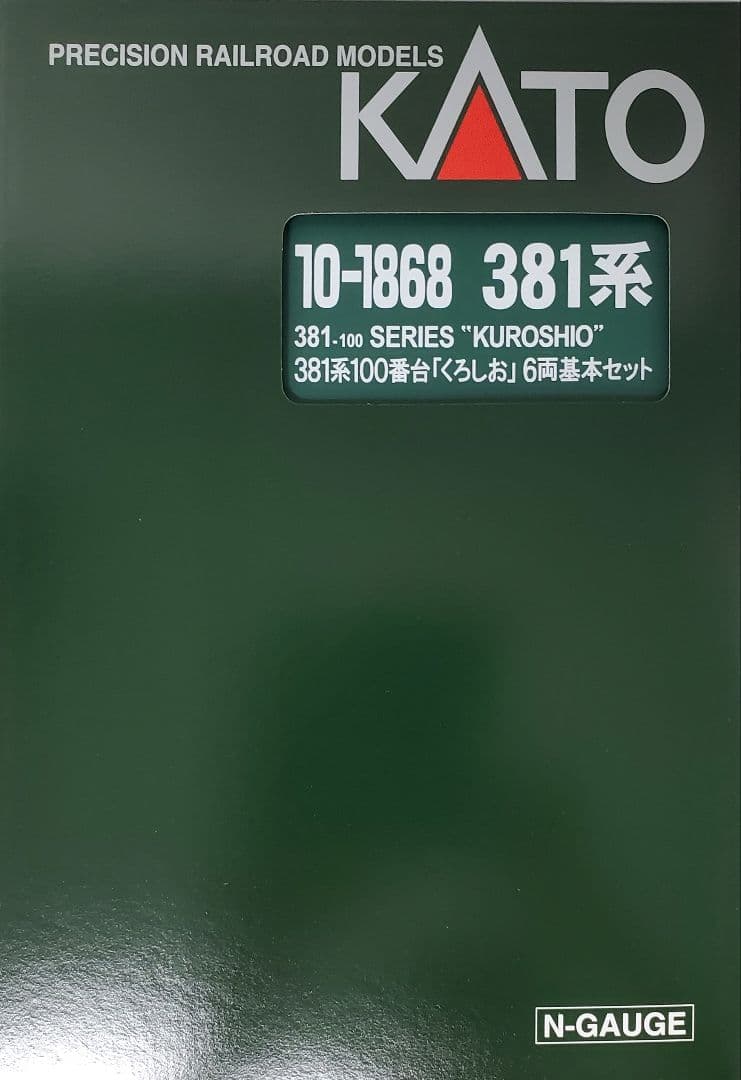 PRECISION RAILROAD MODELS
KATO
10-1868 381系
381-100 SERIES “KUROSHIO”
381系100番台「くろしお」6両基本セット
N-GAUGE